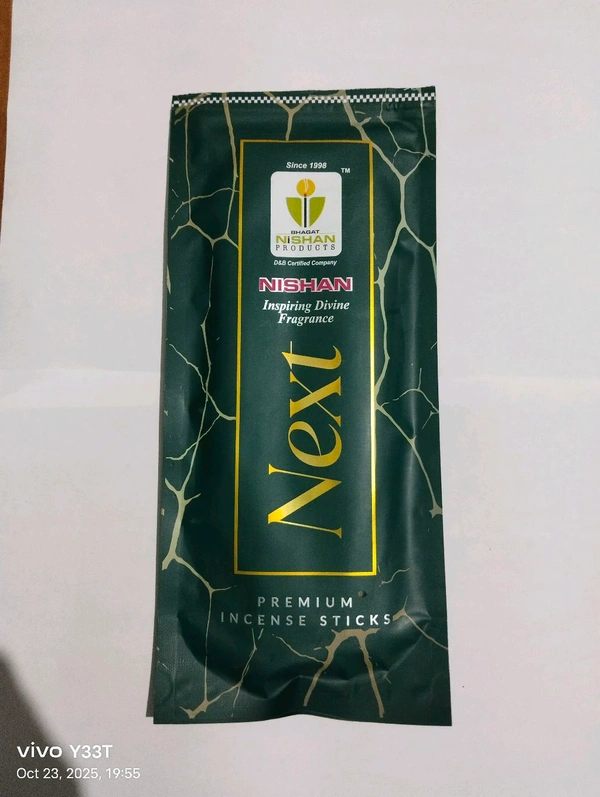 Since 1998
TM
BHAGAT
NiSHAN
PRODUCTS
D&B Certified Company
NISHAN
Inspiring Divine
Fragrance
Next
PREMIUM
INCENSE STICKS
vivo Y33T
Oct 23, 2025, 19:55